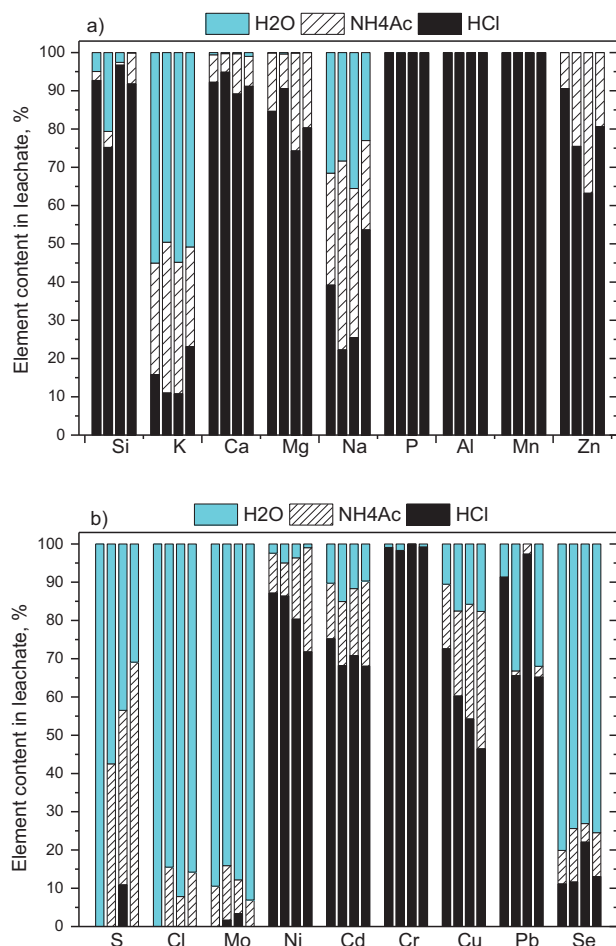 a)
H2O NH4Ac HCl
Element content in leachate, %
100
90
80
70
60
50
40
30
20
10
0
Si K Ca Mg Na P Al Mn Zn
b)
H2O NH4Ac HCl
Element content in leachate, %
100
90
80
70
60
50
40
30
20
10
0
S Cl Mo Ni Cd Cr Cu Pb Se